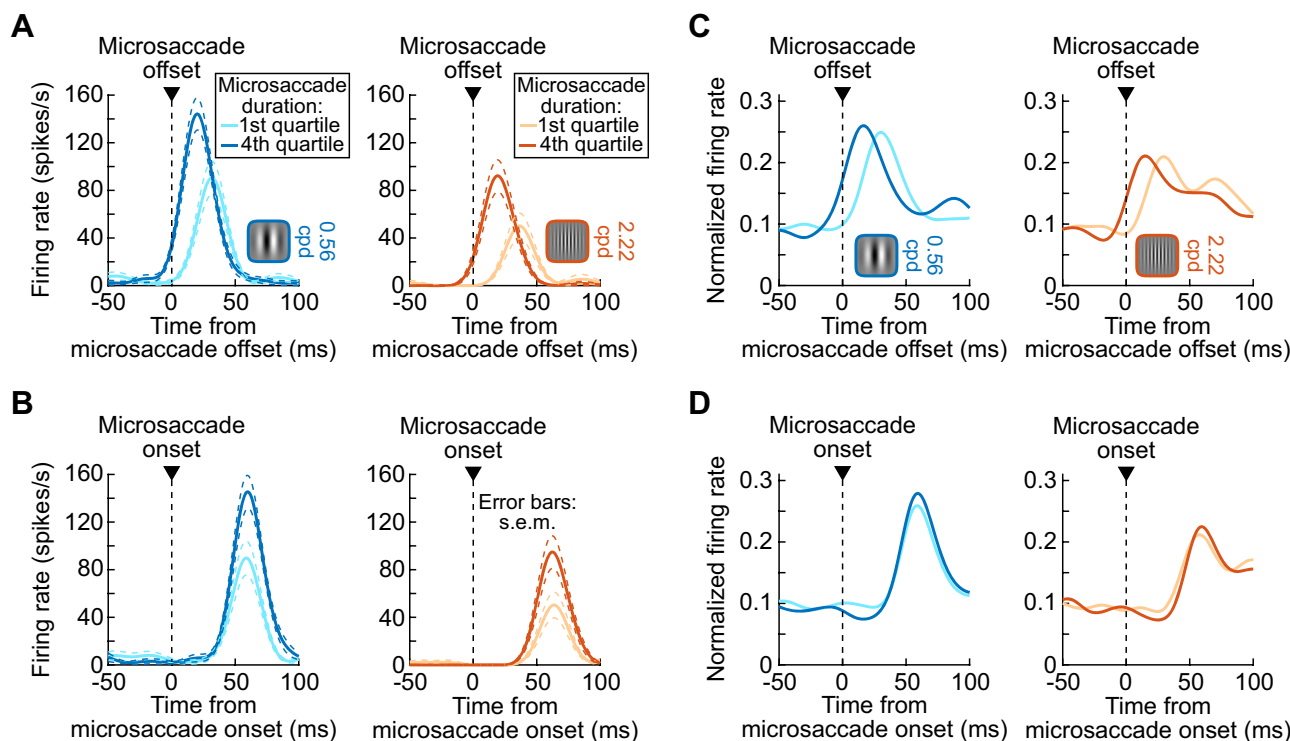 A
Microsaccade
offset
Microsaccade
duration:
1st quartile
4th quartile
Firing rate (spikes/s)
160
120
80
40
0
0.56
cpd
-50 0 50 100
Time from
microsaccade offset (ms)
Microsaccade
offset
Microsaccade
duration:
1st quartile
4th quartile
160
120
80
40
0
2.22
cpd
-50 0 50 100
Time from
microsaccade offset (ms)
C
Microsaccade
offset
Normalized firing rate
0.3
0.2
0.1
0
0.56
cpd
-50 0 50 100
Time from
microsaccade offset (ms)
Microsaccade
offset
0.3
0.2
0.1
0
2.22
cpd
-50 0 50 100
Time from
microsaccade offset (ms)
B
Microsaccade
onset
Firing rate (spikes/s)
160
120
80
40
0
-50 0 50 100
Time from
microsaccade onset (ms)
Microsaccade
onset
Error bars:
s.e.m.
160
120
80
40
0
-50 0 50 100
Time from
microsaccade onset (ms)
D
Microsaccade
onset
Normalized firing rate
0.3
0.2
0.1
0
-50 0 50 100
Time from
microsaccade onset (ms)
Microsaccade
onset
0.3
0.2
0.1
0
-50 0 50 100
Time from
microsaccade onset (ms)